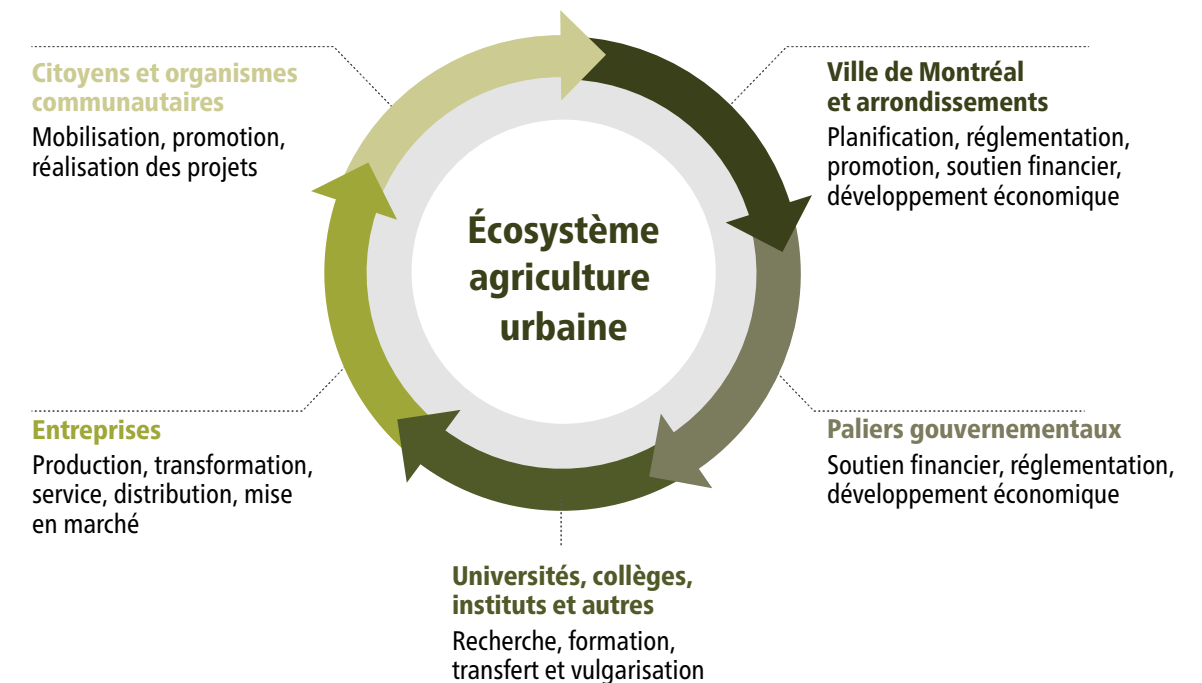 Citoyens et organismes
communautaires
Mobilisation, promotion,
réalisation des projets
Ville de Montréal
et arrondissements
Planification, réglementation,
promotion, soutien financier,
développement économique
Écosystème
agriculture
urbaine
Entreprises
Production, transformation,
service, distribution, mise
en marché
Paliers gouvernementaux
Soutien financier, réglementation,
développement économique
Universités, collèges,
instituts et autres
Recherche, formation,
transfert et vulgarisation